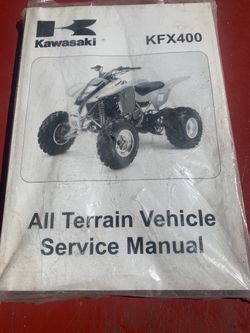 Kawasaki
KFX400
All Terrain Vehicle
Service Manual